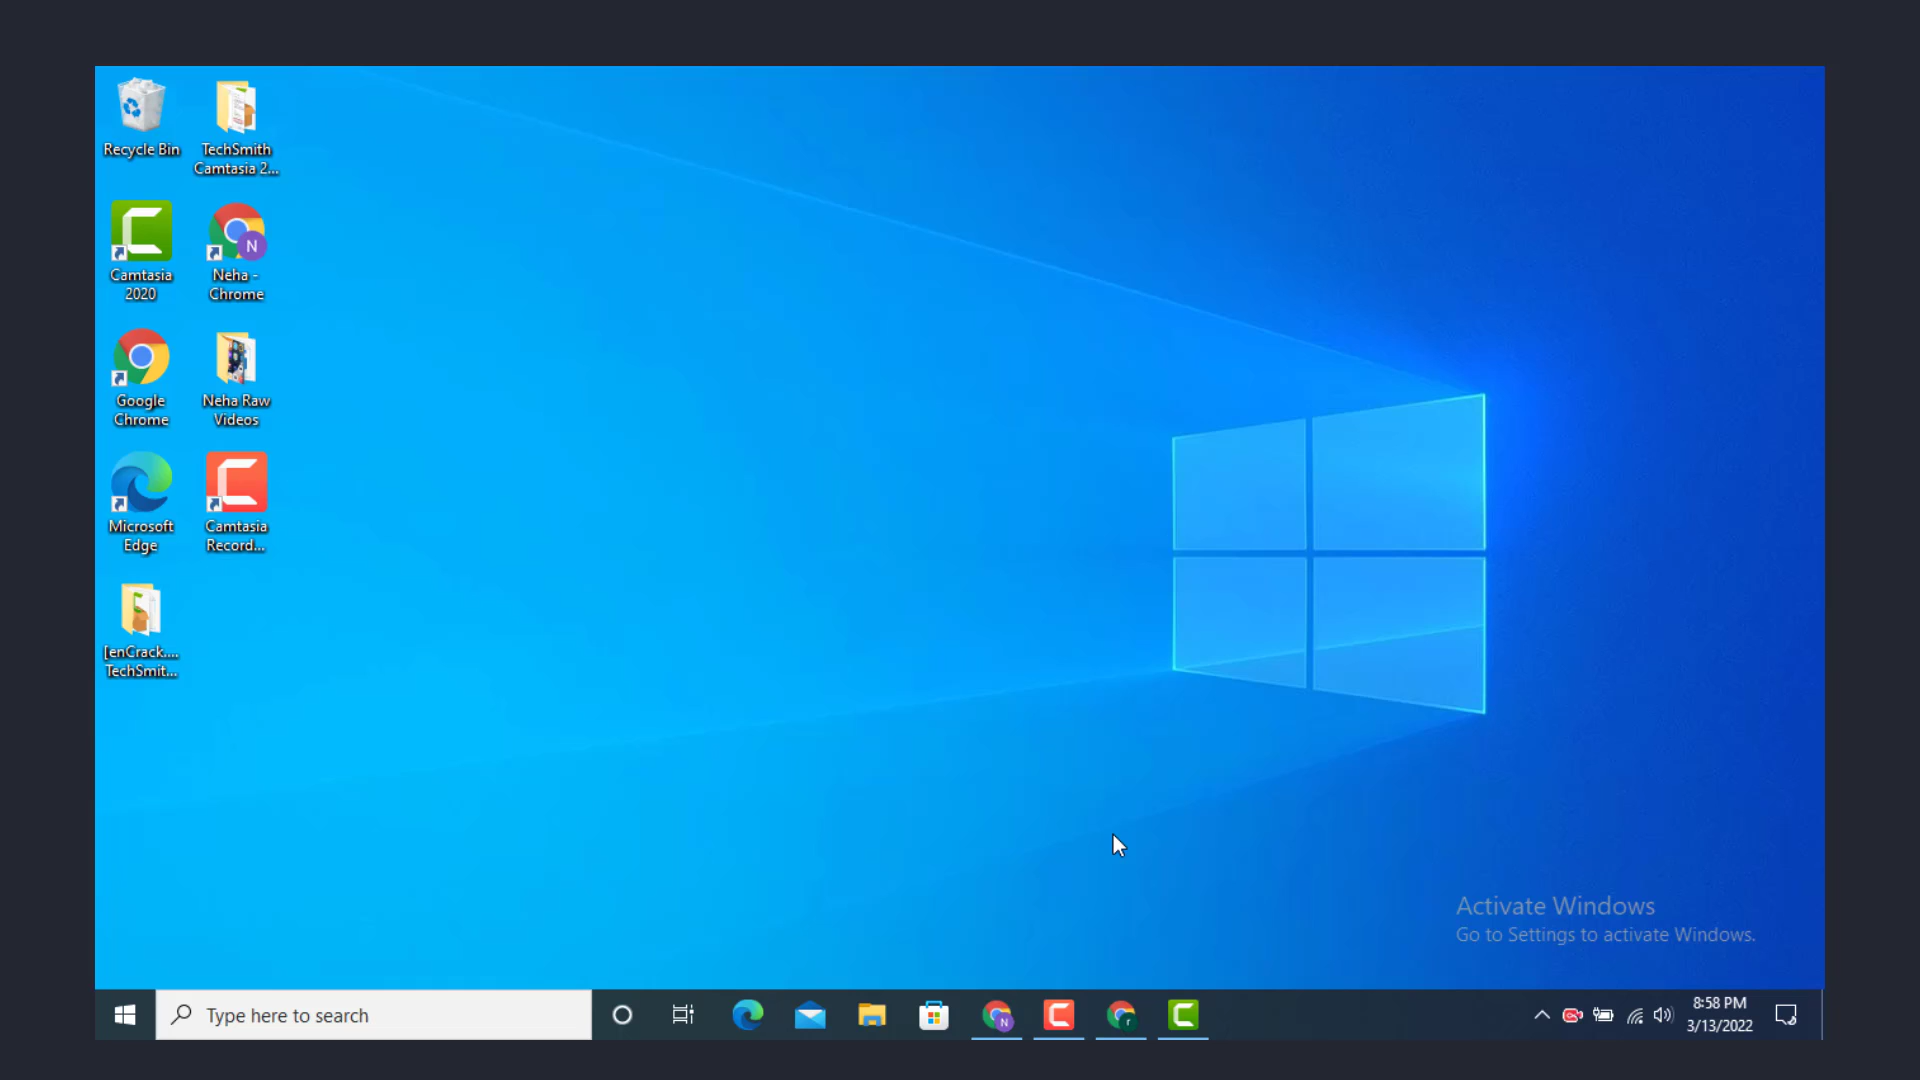 Recycle Bin
TechSmith
Camtasia 2...
Camtasia
2020
N
Neha -
Chrome
Google
Chrome
Neha Raw
Videos
Microsoft
Edge
Camtasia
Record...
[enCrack....
TechSmit...
Activate Windows
Go to Settings to activate Windows.
Type here to search
N
r
8:58 PM
3/13/2022